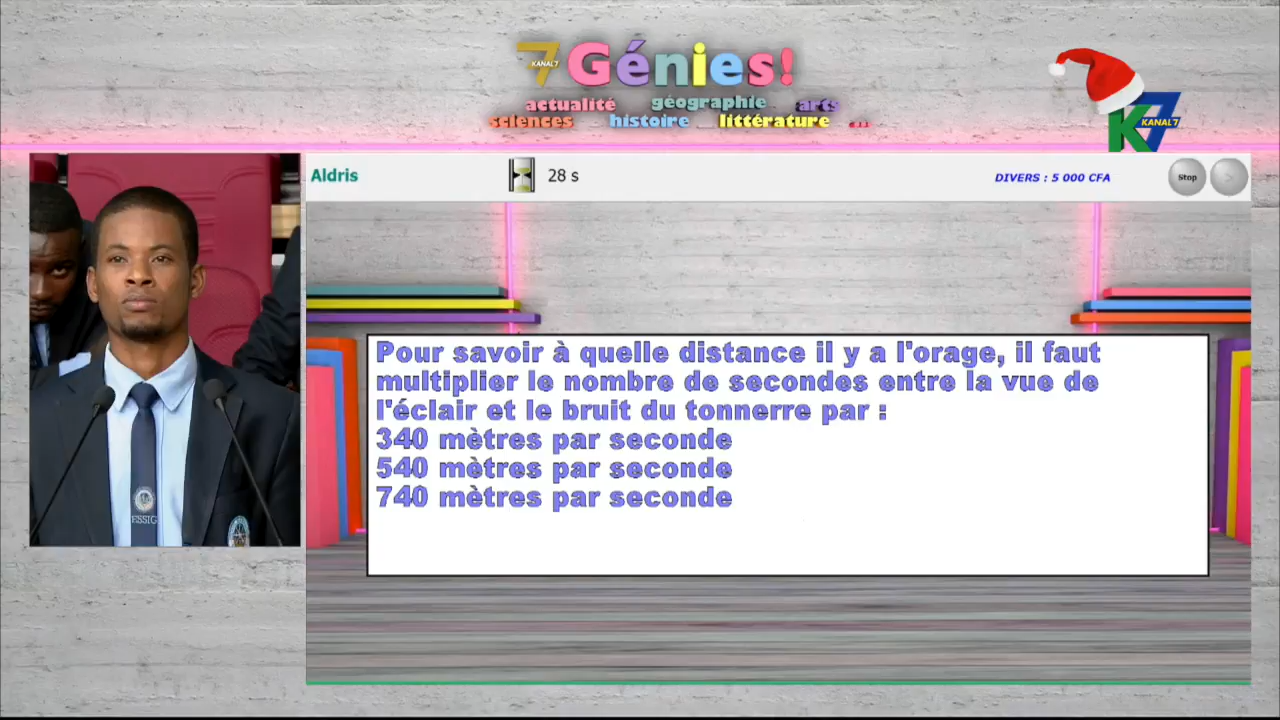 7 KANAL7 Génies!
actualité géographie arts
sciences histoire littérature ...
K7 KANAL7
Aldris
28 s
DIVERS : 5 000 CFA
Stop
>
Pour savoir à quelle distance il y a l'orage, il faut
multiplier le nombre de secondes entre la vue de
l'éclair et le bruit du tonnerre par :
340 mètres par seconde
540 mètres par seconde
740 mètres par seconde
ESSIG